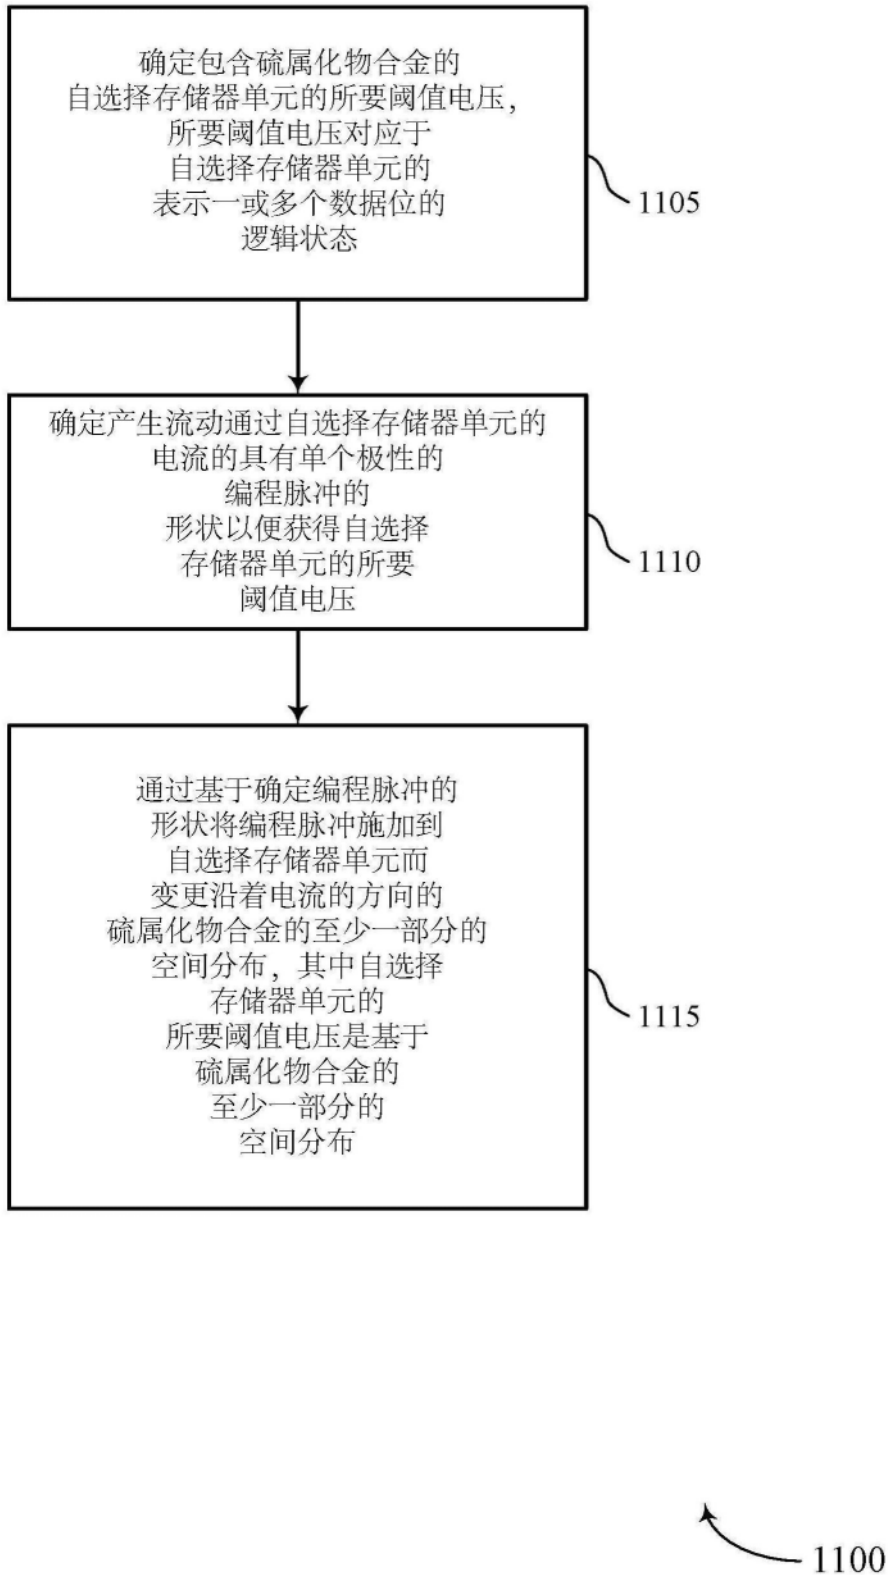 确定包含硫属化物合金的
自选择存储器单元的所要阈值电压，
所要阈值电压对应于
自选择存储器单元的
表示一或多个数据位的
逻辑状态
1105
确定产生流动通过自选择存储器单元的
电流的具有单个极性的
编程脉冲的
形状以便获得自选择
存储器单元的所要
阈值电压
1110
通过基于确定编程脉冲的
形状将编程脉冲施加到
自选择存储器单元而
变更沿着电流的方向的
硫属化物合金的至少一部分的
空间分布，其中自选择
存储器单元的
所要阈值电压是基于
硫属化物合金的
至少一部分的
空间分布
1115
1100